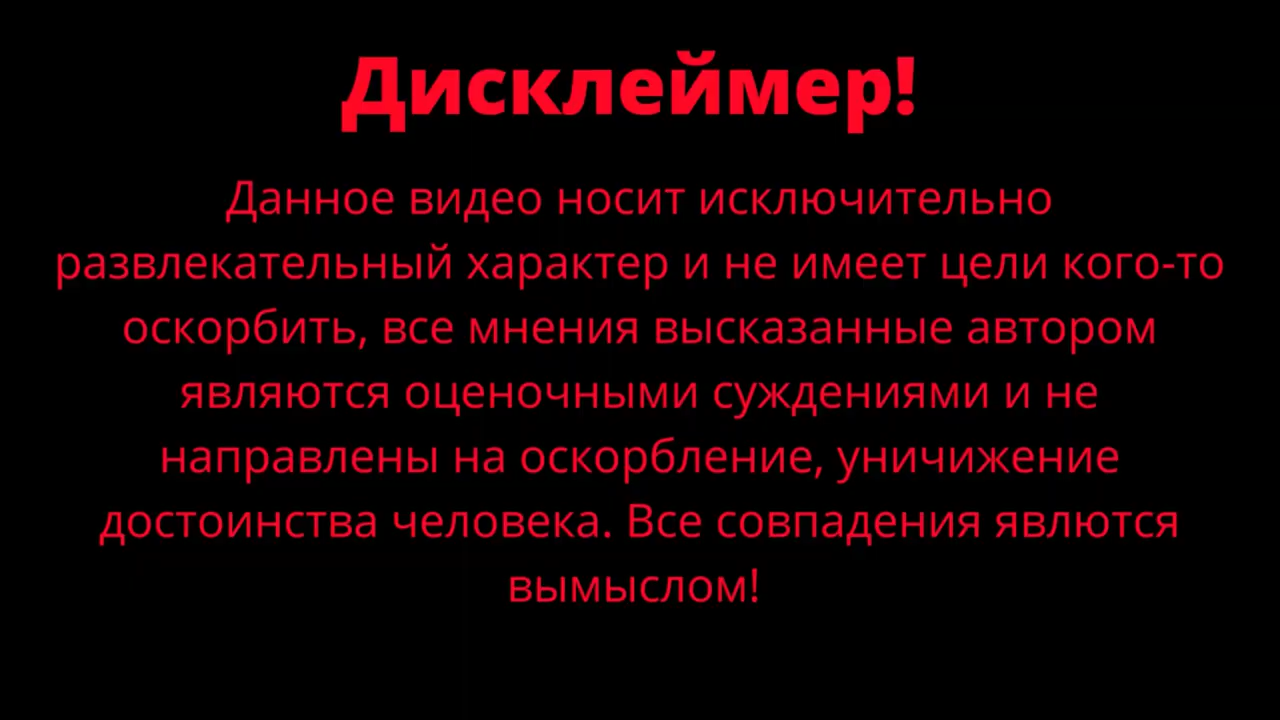 Дисклеймер!
Данное видео носит исключительно
развлекательный характер и не имеет цели кого-то
оскорбить, все мнения высказанные автором
являются оценочными суждениями и не
направлены на оскорбление, уничижение
достоинства человека. Все совпадения явлются
вымыслом!